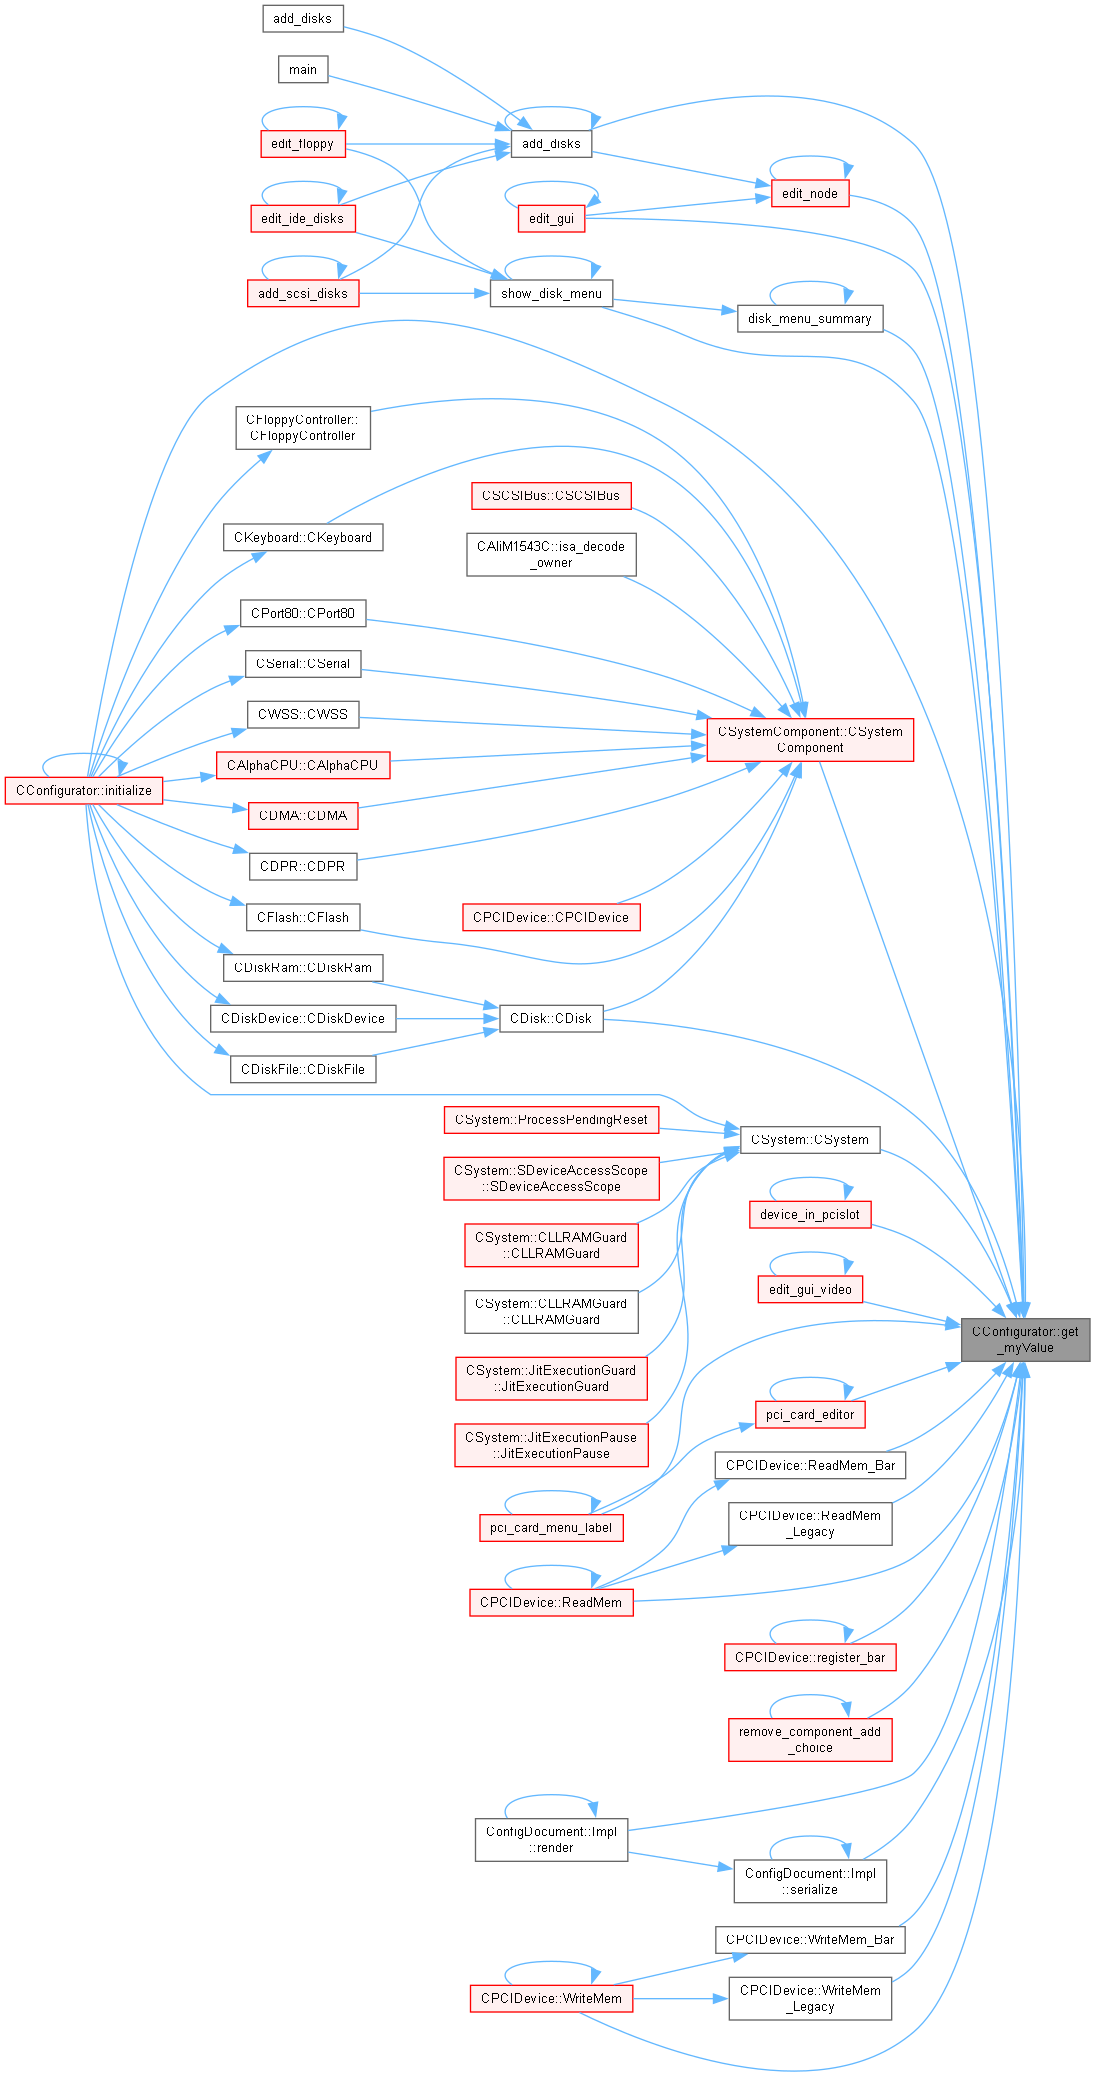 add_disks
main
edit_floppy
add_disks
edit_node
edit_ide_disks
edit_gui
add_scsi_disks
show_disk_menu
disk_menu_summary
CFloppyController::
CFloppyController
CSCSIBus::CSCSIBus
CKeyboard::CKeyboard
CAliM1543C::isa_decode
_owner
CPort80::CPort80
CSerial::CSerial
CWSS::CWSS
CSystemComponent::CSystem
Component
CAlphaCPU::CAlphaCPU
CConfigurator::initialize
CDMA::CDMA
CDPR::CDPR
CPCIDevice::CPCIDevice
CFlash::CFlash
CDiskRam::CDiskRam
CDiskDevice::CDiskDevice
CDisk::CDisk
CDiskFile::CDiskFile
CSystem::ProcessPendingReset
CSystem::CSystem
CSystem::SDeviceAccessScope
::SDeviceAccessScope
device_in_pcislot
CSystem::CLLRAMGuard
::CLLRAMGuard
edit_gui_video
CSystem::CLLRAMGuard
::CLLRAMGuard
CConfigurator::get
_myValue
CSystem::JitExecutionGuard
::JitExecutionGuard
pci_card_editor
CSystem::JitExecutionPause
::JitExecutionPause
CPCIDevice::ReadMem_Bar
pci_card_menu_label
CPCIDevice::ReadMem
_Legacy
CPCIDevice::ReadMem
CPCIDevice::register_bar
remove_component_add
_choice
ConfigDocument::Impl
::render
ConfigDocument::Impl
::serialize
CPCIDevice::WriteMem_Bar
CPCIDevice::WriteMem
CPCIDevice::WriteMem
_Legacy